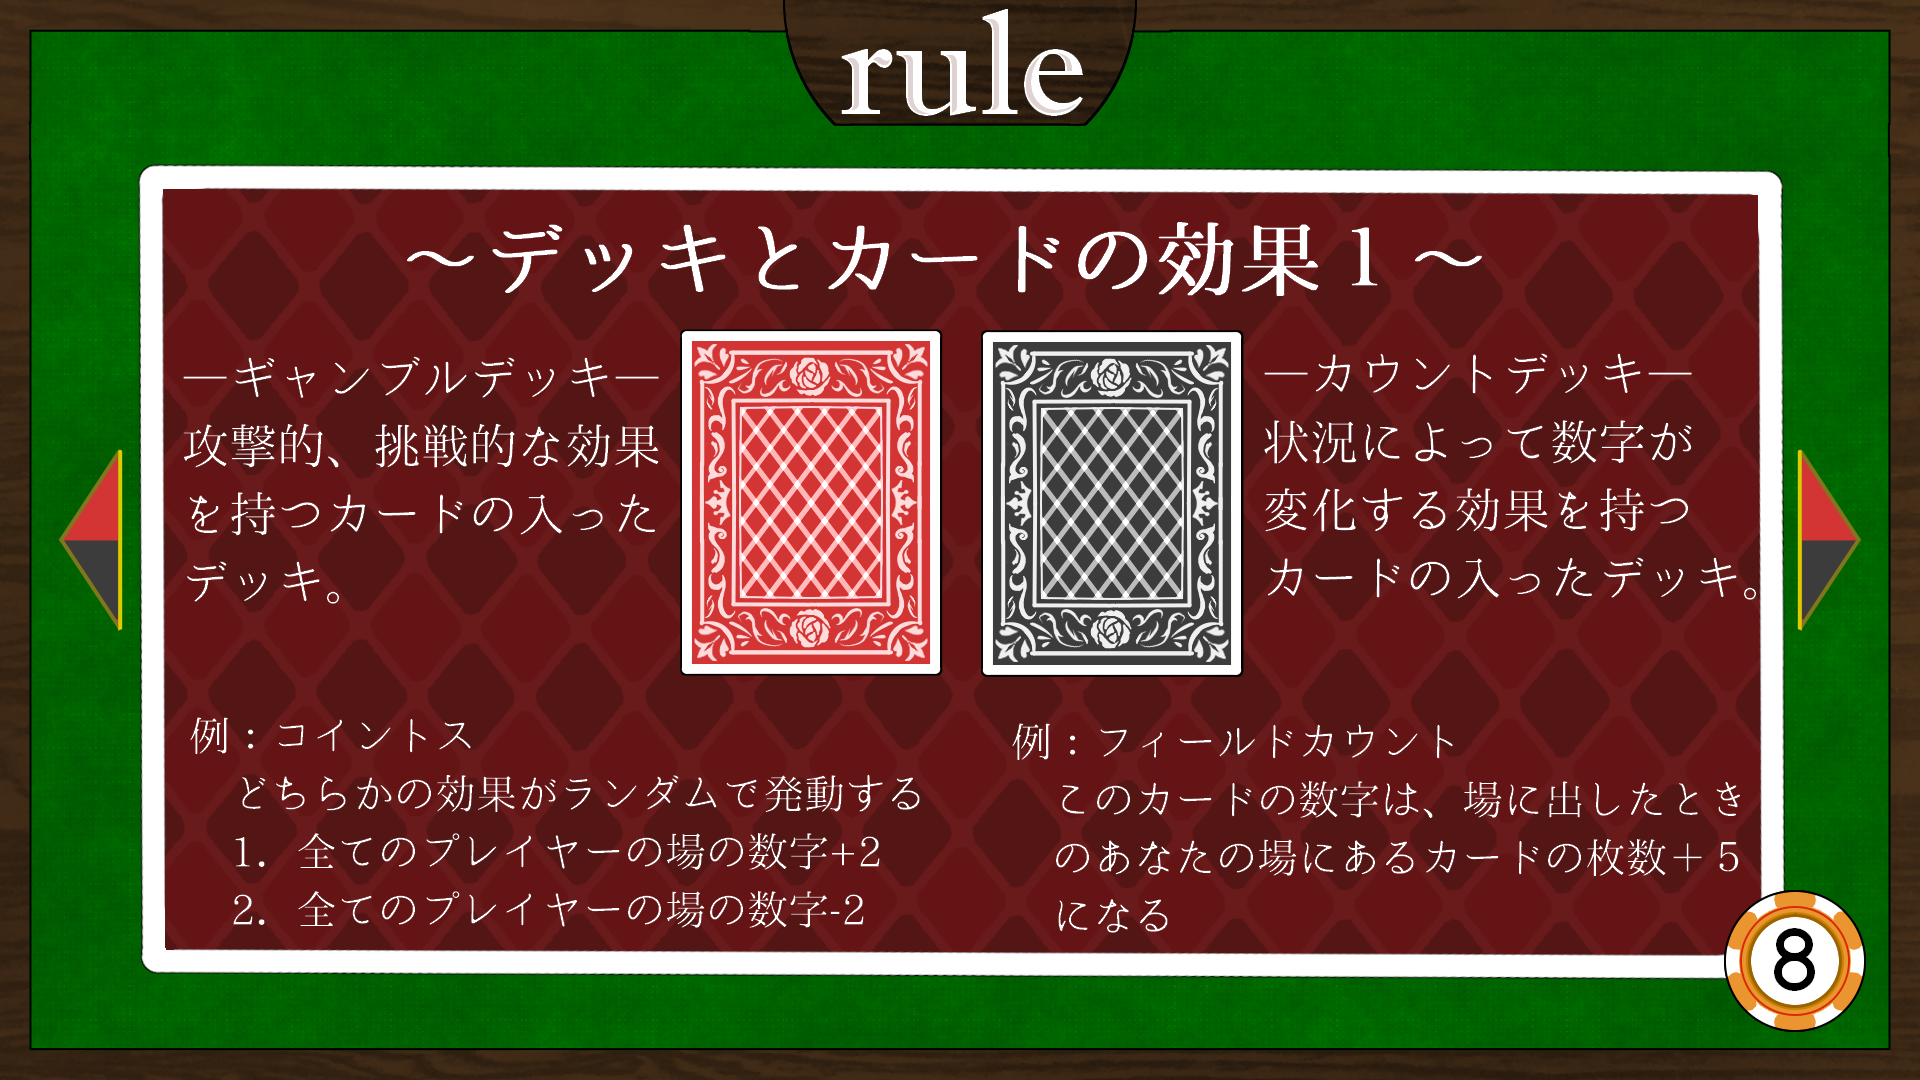 rule
～デッキとカードの効果１～
―ギャンブルデッキ―
攻撃的、挑戦的な効果
を持つカードの入った
デッキ。
―カウントデッキ―
状況によって数字が
変化する効果を持つ
カードの入ったデッキ。
例：コイントス
どちらかの効果がランダムで発動する
1. 全てのプレイヤーの場の数字+2
2. 全てのプレイヤーの場の数字-2
例：フィールドカウント
このカードの数字は、場に出したとき
のあなたの場にあるカードの枚数＋５
になる
8